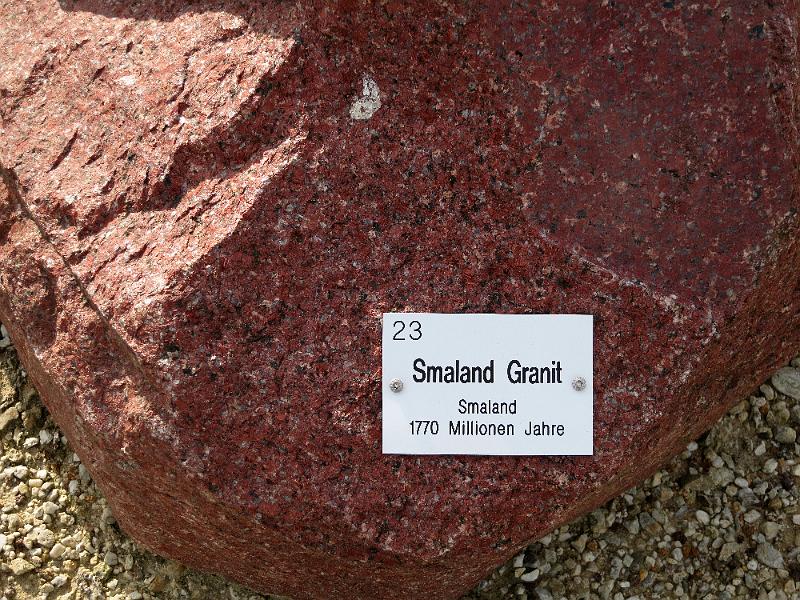 23
Smaland Granit
Smaland
1770 Millionen Jahre